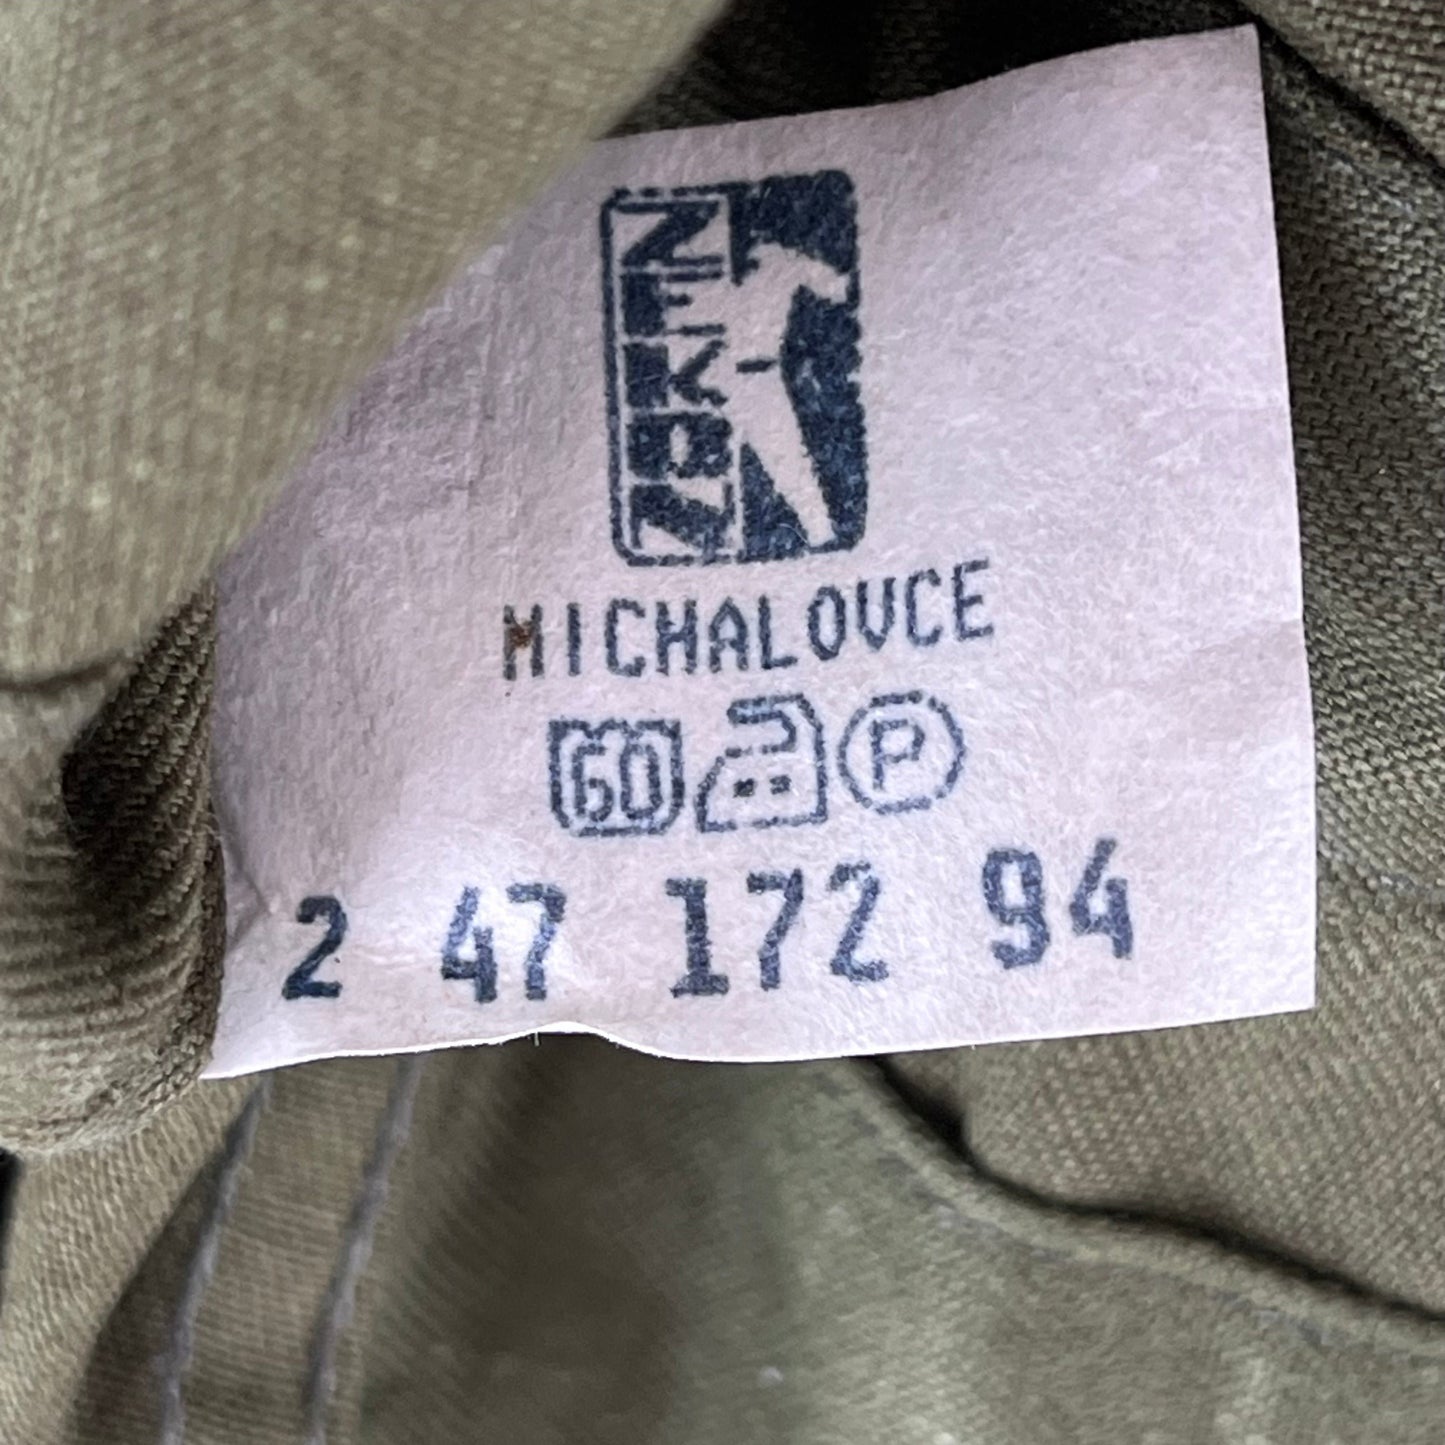 ZEKON
MICHALOVCE
60 P
2 47 172 94